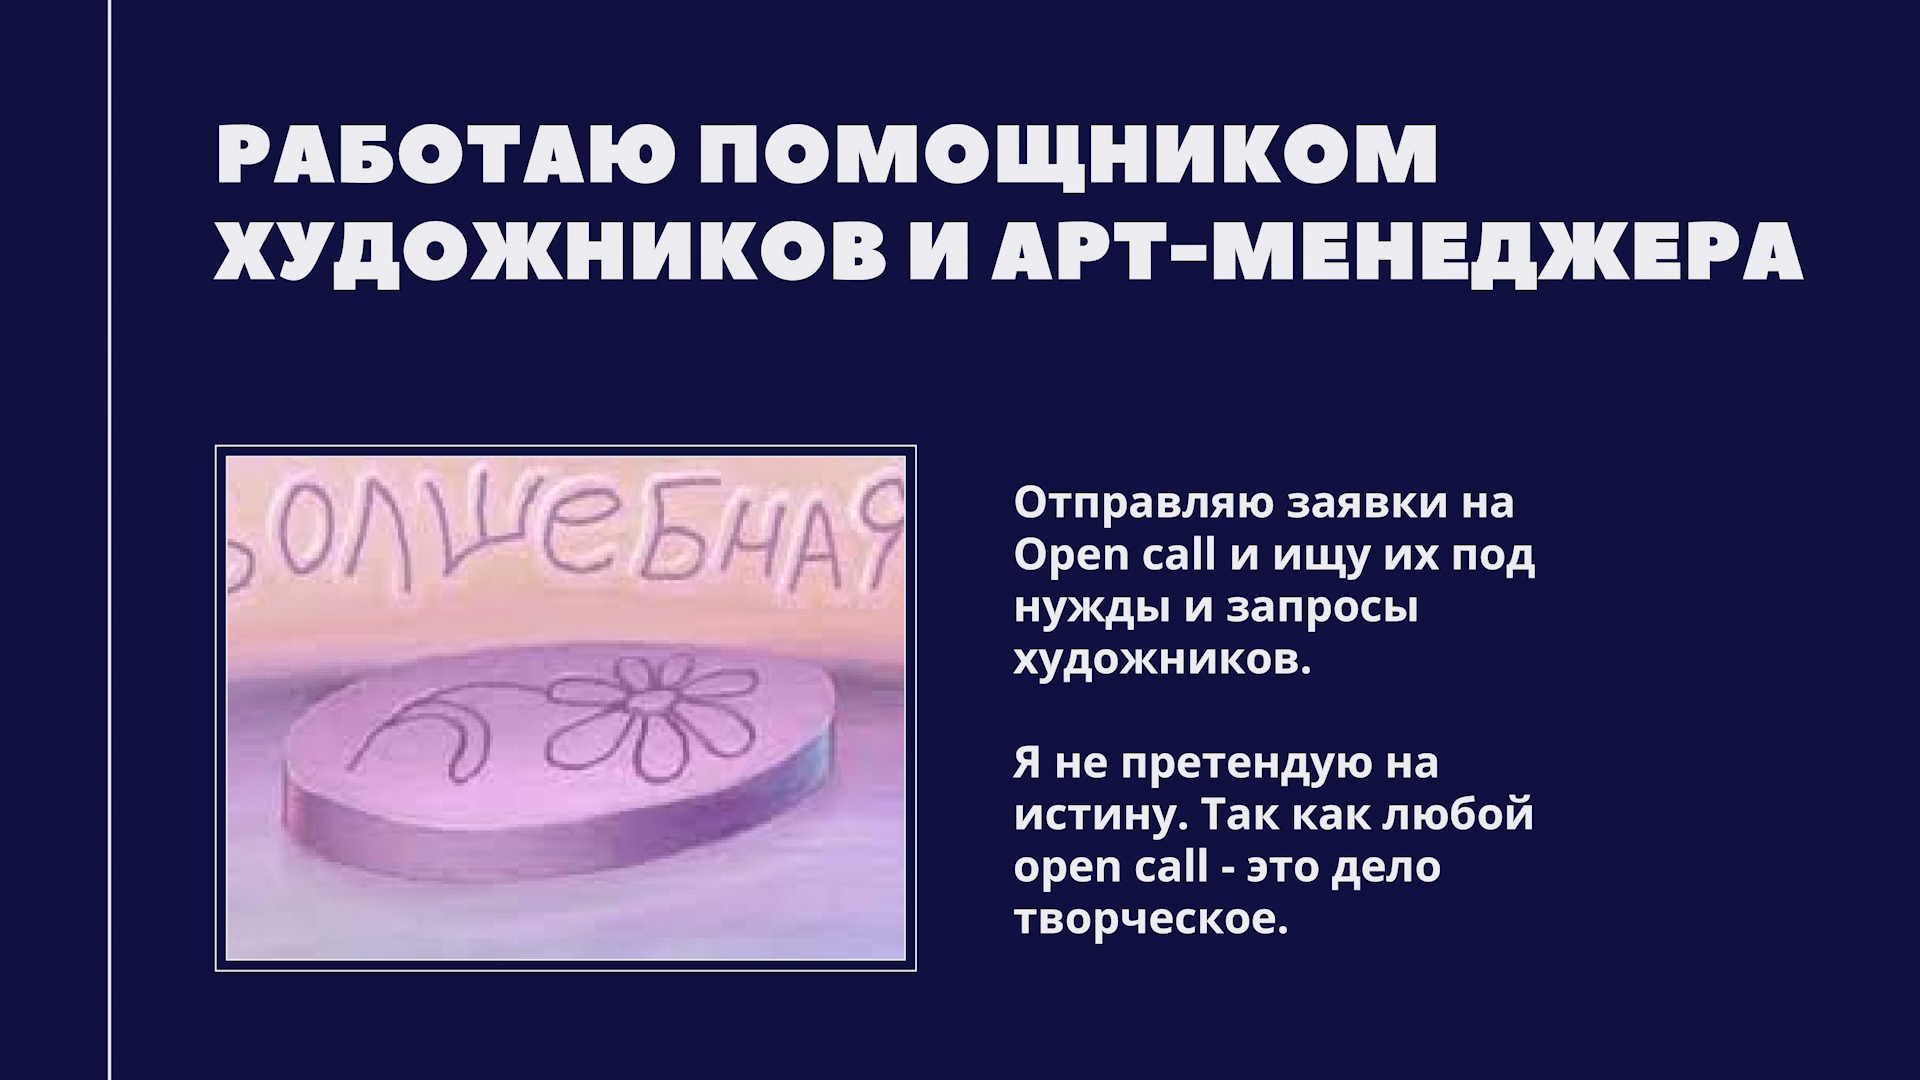 РАБОТАЮ ПОМОЩНИКОМ
ХУДОЖНИКОВ И АРТ-МЕНЕДЖЕРА
ВОЛШЕБНАЯ
Отправляю заявки на
Open call и ищу их под
нужды и запросы
художников.
Я не претендую на
истину. Так как любой
open call - это дело
творческое.